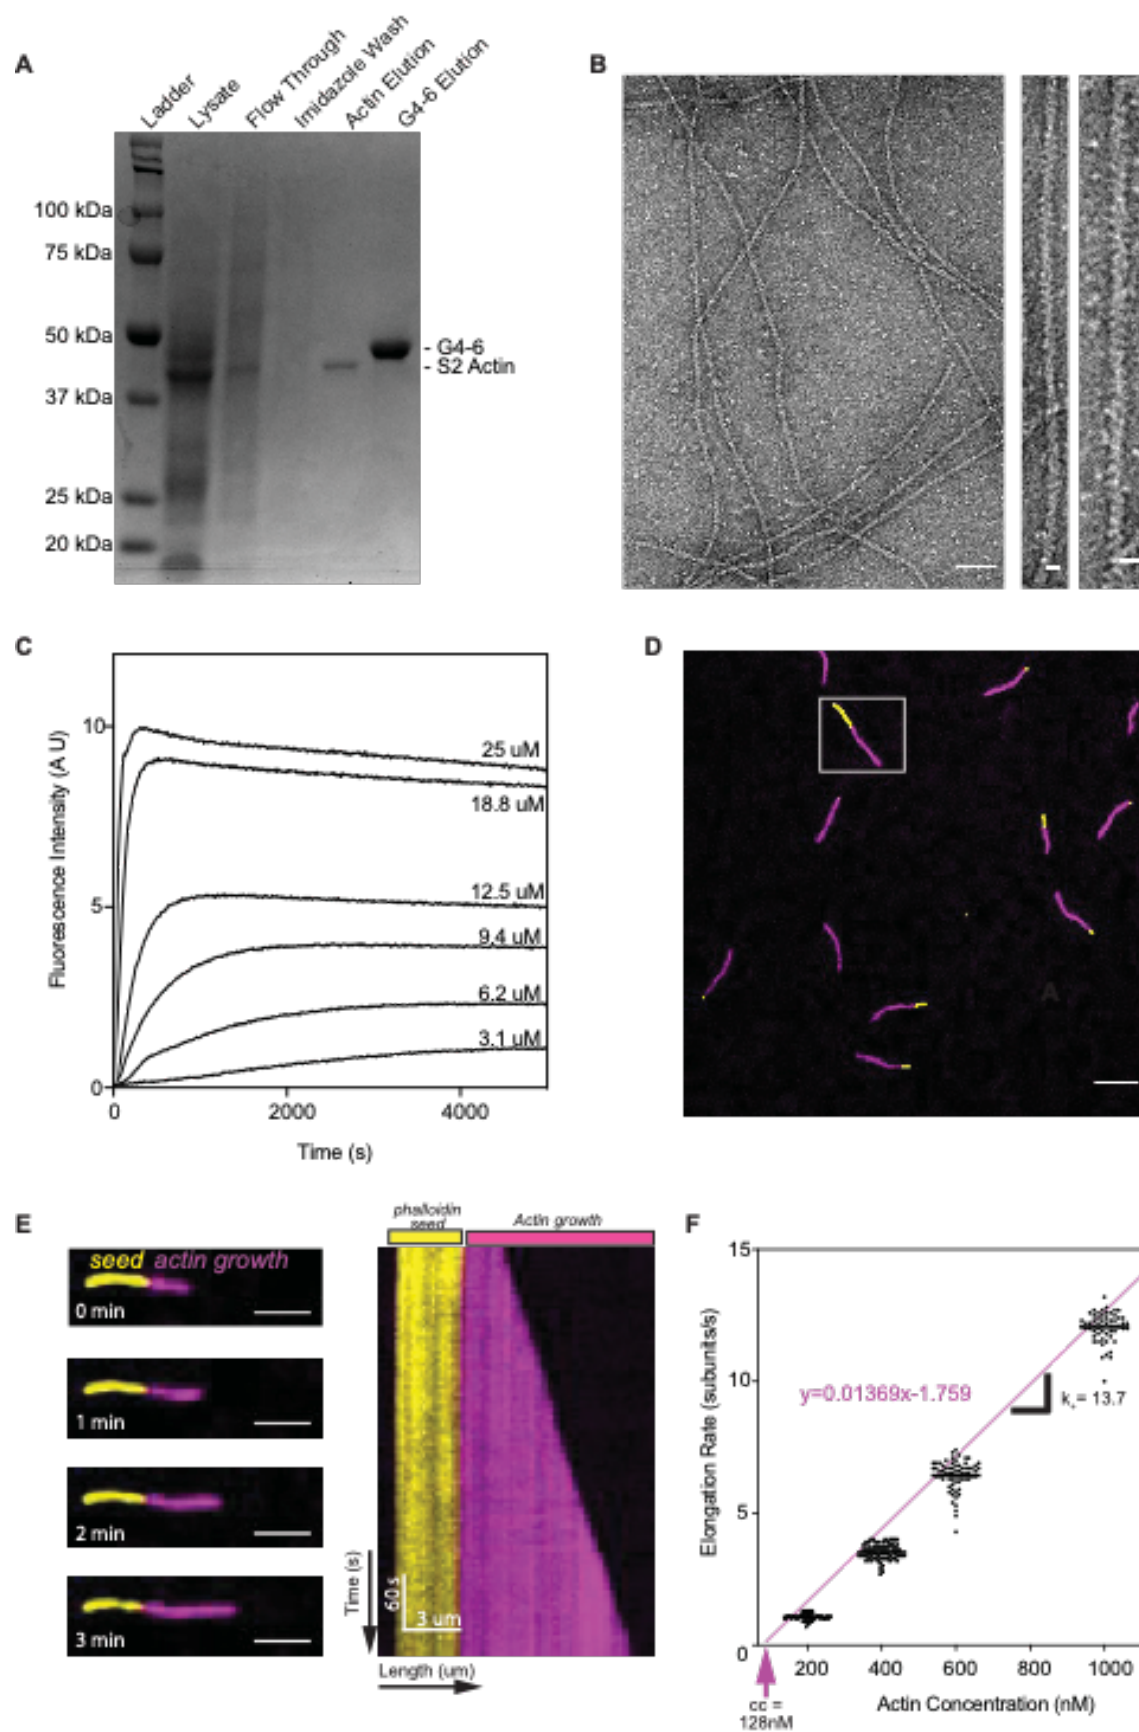 A
Ladder
Lysate
Flow Through
Imidazole Wash
Actin Elution
G4-6 Elution
100 kDa
75 kDa
50 kDa
37 kDa
25 kDa
20 kDa
- G4-6
- S2 Actin
B
C
Fluorescence Intensity (A U)
10
5
0
25 uM
18.8 uM
12.5 uM
9.4 uM
6.2 uM
3.1 uM
0
2000
4000
Time (s)
D
A
E
seed actin growth
0 min
1 min
2 min
3 min
phalloidin
seed
Actin growth
Time (s)
60 s
3 um
Length (um)
F
Elongation Rate (subunits/s)
15
10
5
0
y=0.01369x-1.759
k+= 13.7
200
400
600
800
1000
cc =
128nM
Actin Concentration (nM)